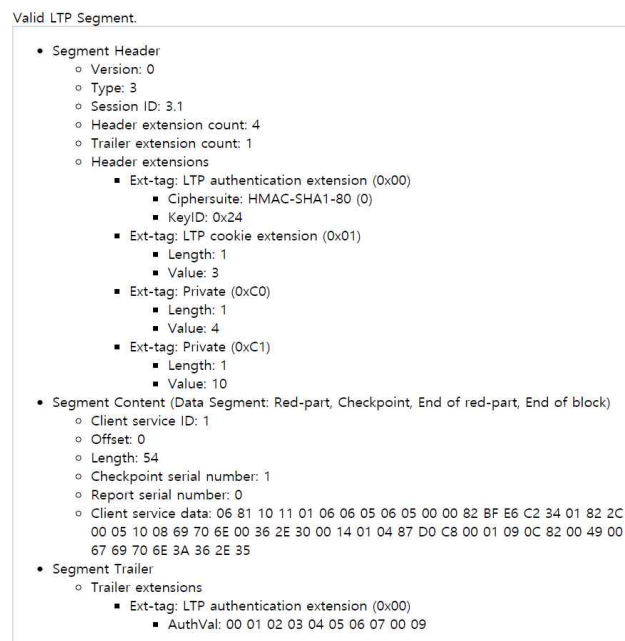 Valid LTP Segment.
Segment Header
Version: 0
Type: 3
Session ID: 3.1
Header extension count: 4
Trailer extension count: 1
Header extensions
Ext-tag: LTP authentication extension (0x00)
Ciphersuite: HMAC-SHA1-80 (0)
KeyID: 0x24
Ext-tag: LTP cookie extension (0x01)
Length: 1
Value: 3
Ext-tag: Private (0xC0)
Length: 1
Value: 4
Ext-tag: Private (0xC1)
Length: 1
Value: 10
Segment Content (Data Segment: Red-part, Checkpoint, End of red-part, End of block)
Client service ID: 1
Offset: 0
Length: 54
Checkpoint serial number: 1
Report serial number: 0
Client service data: 06 81 10 11 01 06 06 05 06 05 00 00 82 BF E6 C2 34 01 82 2C
00 05 10 08 69 70 6E 00 36 2E 30 00 14 01 04 87 D0 C8 00 01 09 0C 82 00 49 00
67 69 70 6E 3A 36 2E 35
Segment Trailer
Trailer extensions
Ext-tag: LTP authentication extension (0x00)
AuthVal: 00 01 02 03 04 05 06 07 00 09